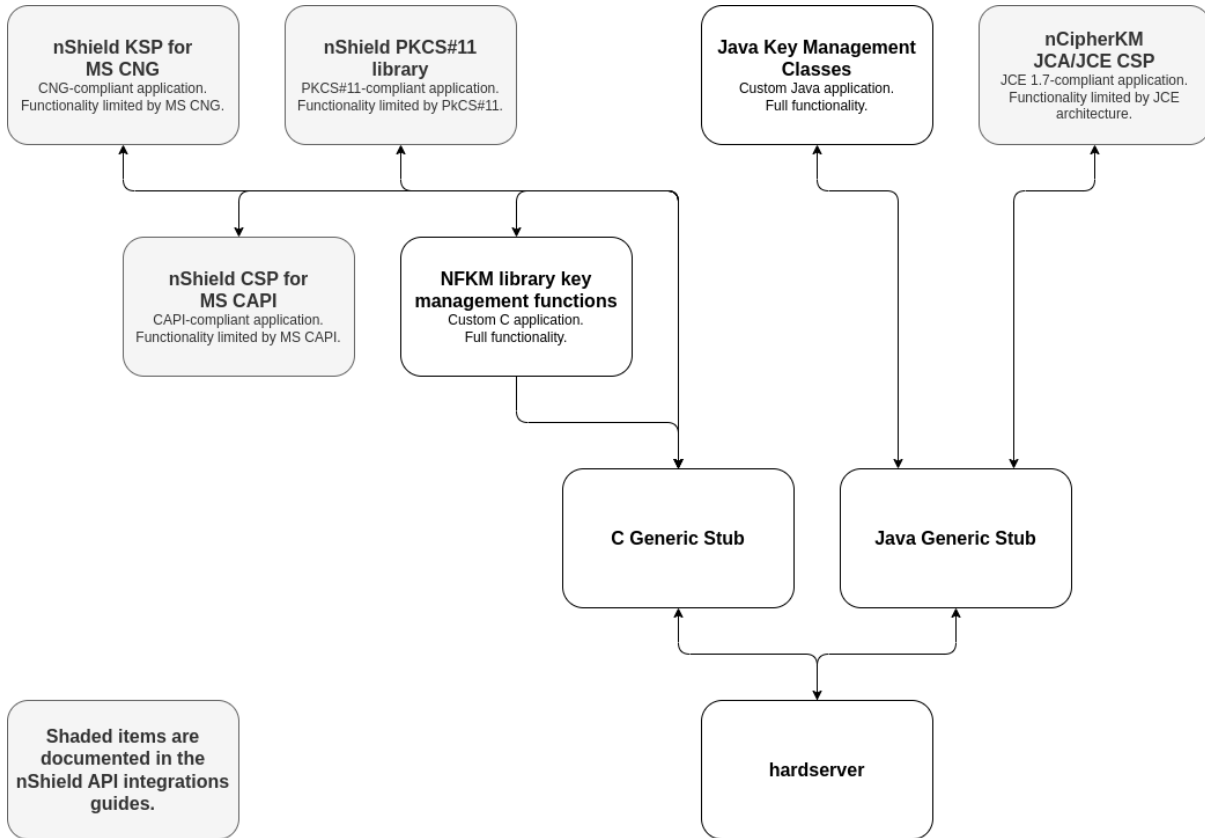 nShield KSP for
MS CNG
CNG-compliant application.
Functionality limited by MS CNG.
nShield PKCS#11
library
PKCS#11-compliant application.
Functionality limited by PkCS#11.
Java Key Management
Classes
Custom Java application.
Full functionality.
nCipherKM
JCA/JCE CSP
JCE 1.7-compliant application.
Functionality limited by JCE
architecture.
nShield CSP for
MS CAPI
CAPI-compliant application.
Functionality limited by MS CAPI.
NFKM library key
management functions
Custom C application.
Full functionality.
C Generic Stub
Java Generic Stub
Shaded items are
documented in the
nShield API integrations
guides.
hardserver